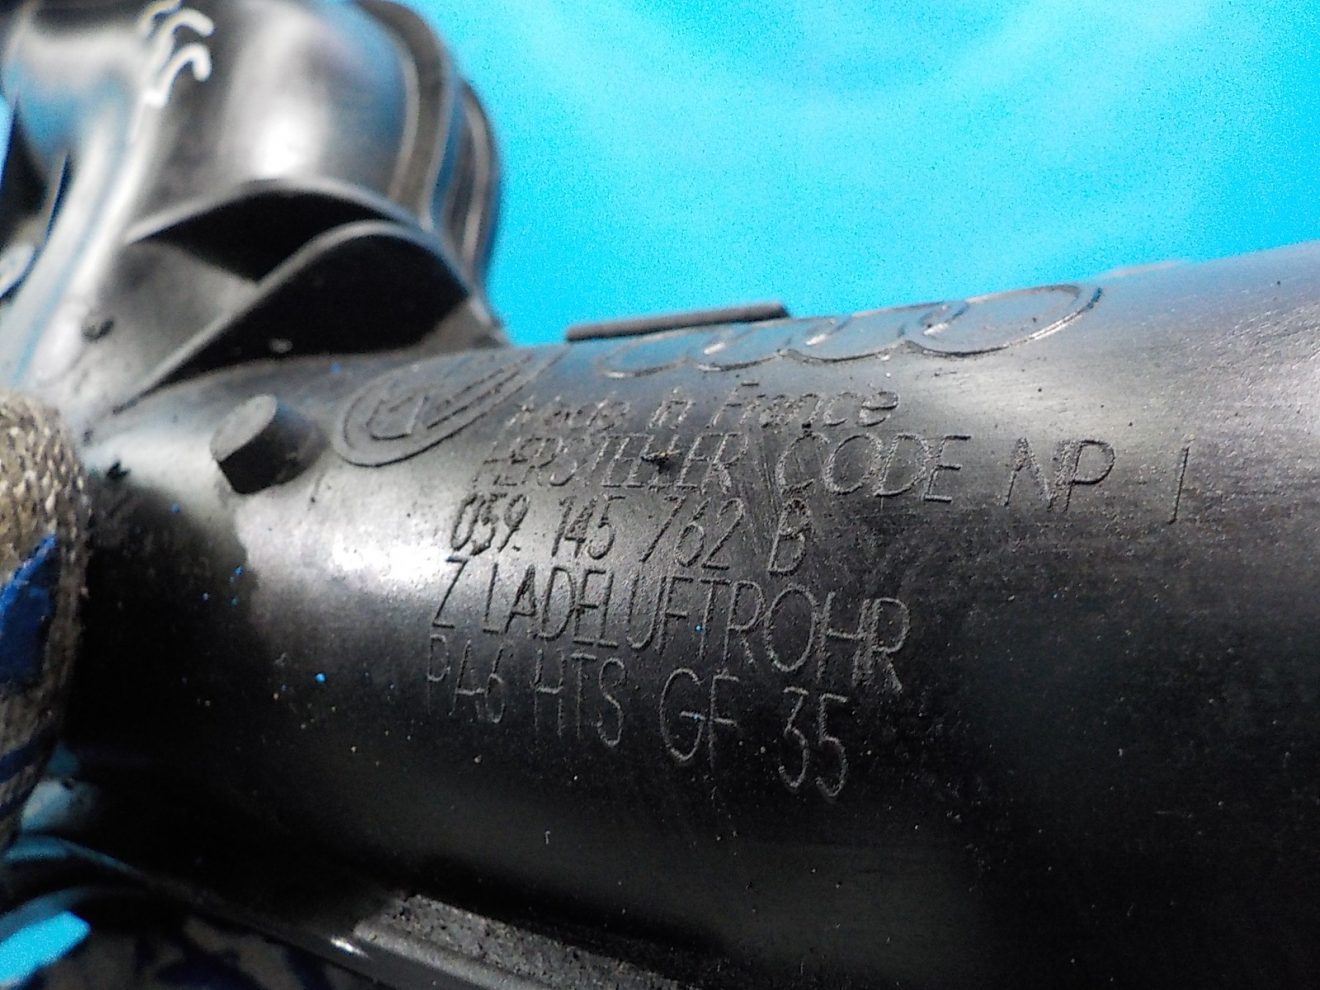 Made in France
HERSTELLER CODE NP 1
059 145 762 B
Z LADELUFTROHR
PA6 HTS GF 35